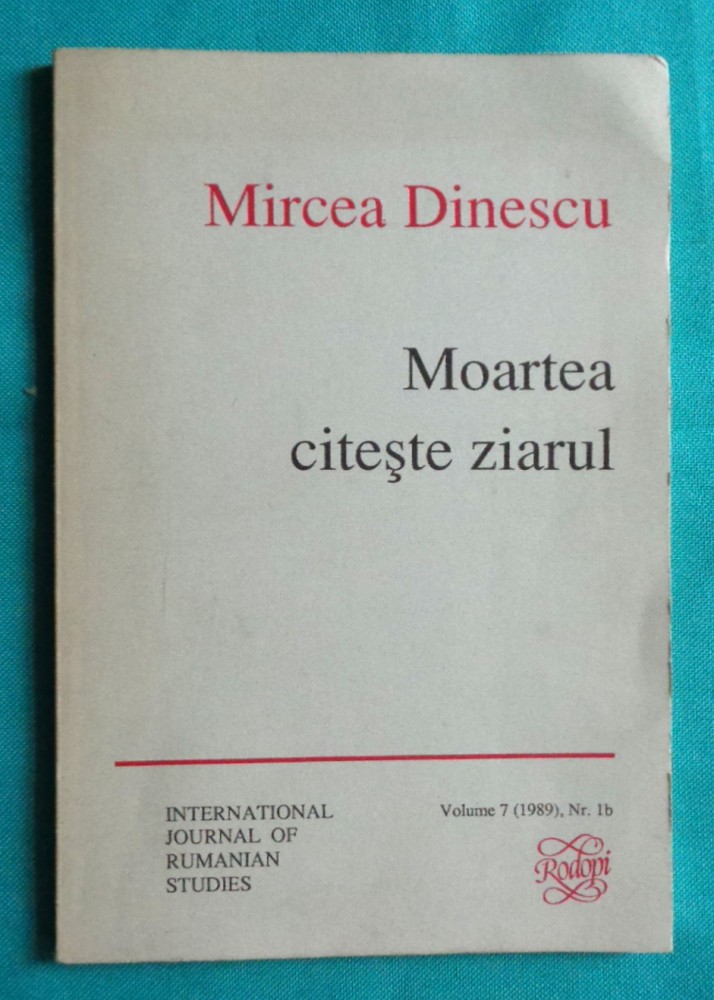 Mircea Dinescu
Moartea
citeşte ziarul
INTERNATIONAL
JOURNAL OF
RUMANIAN
STUDIES
Volume 7 (1989), Nr. 1b
Rodopi